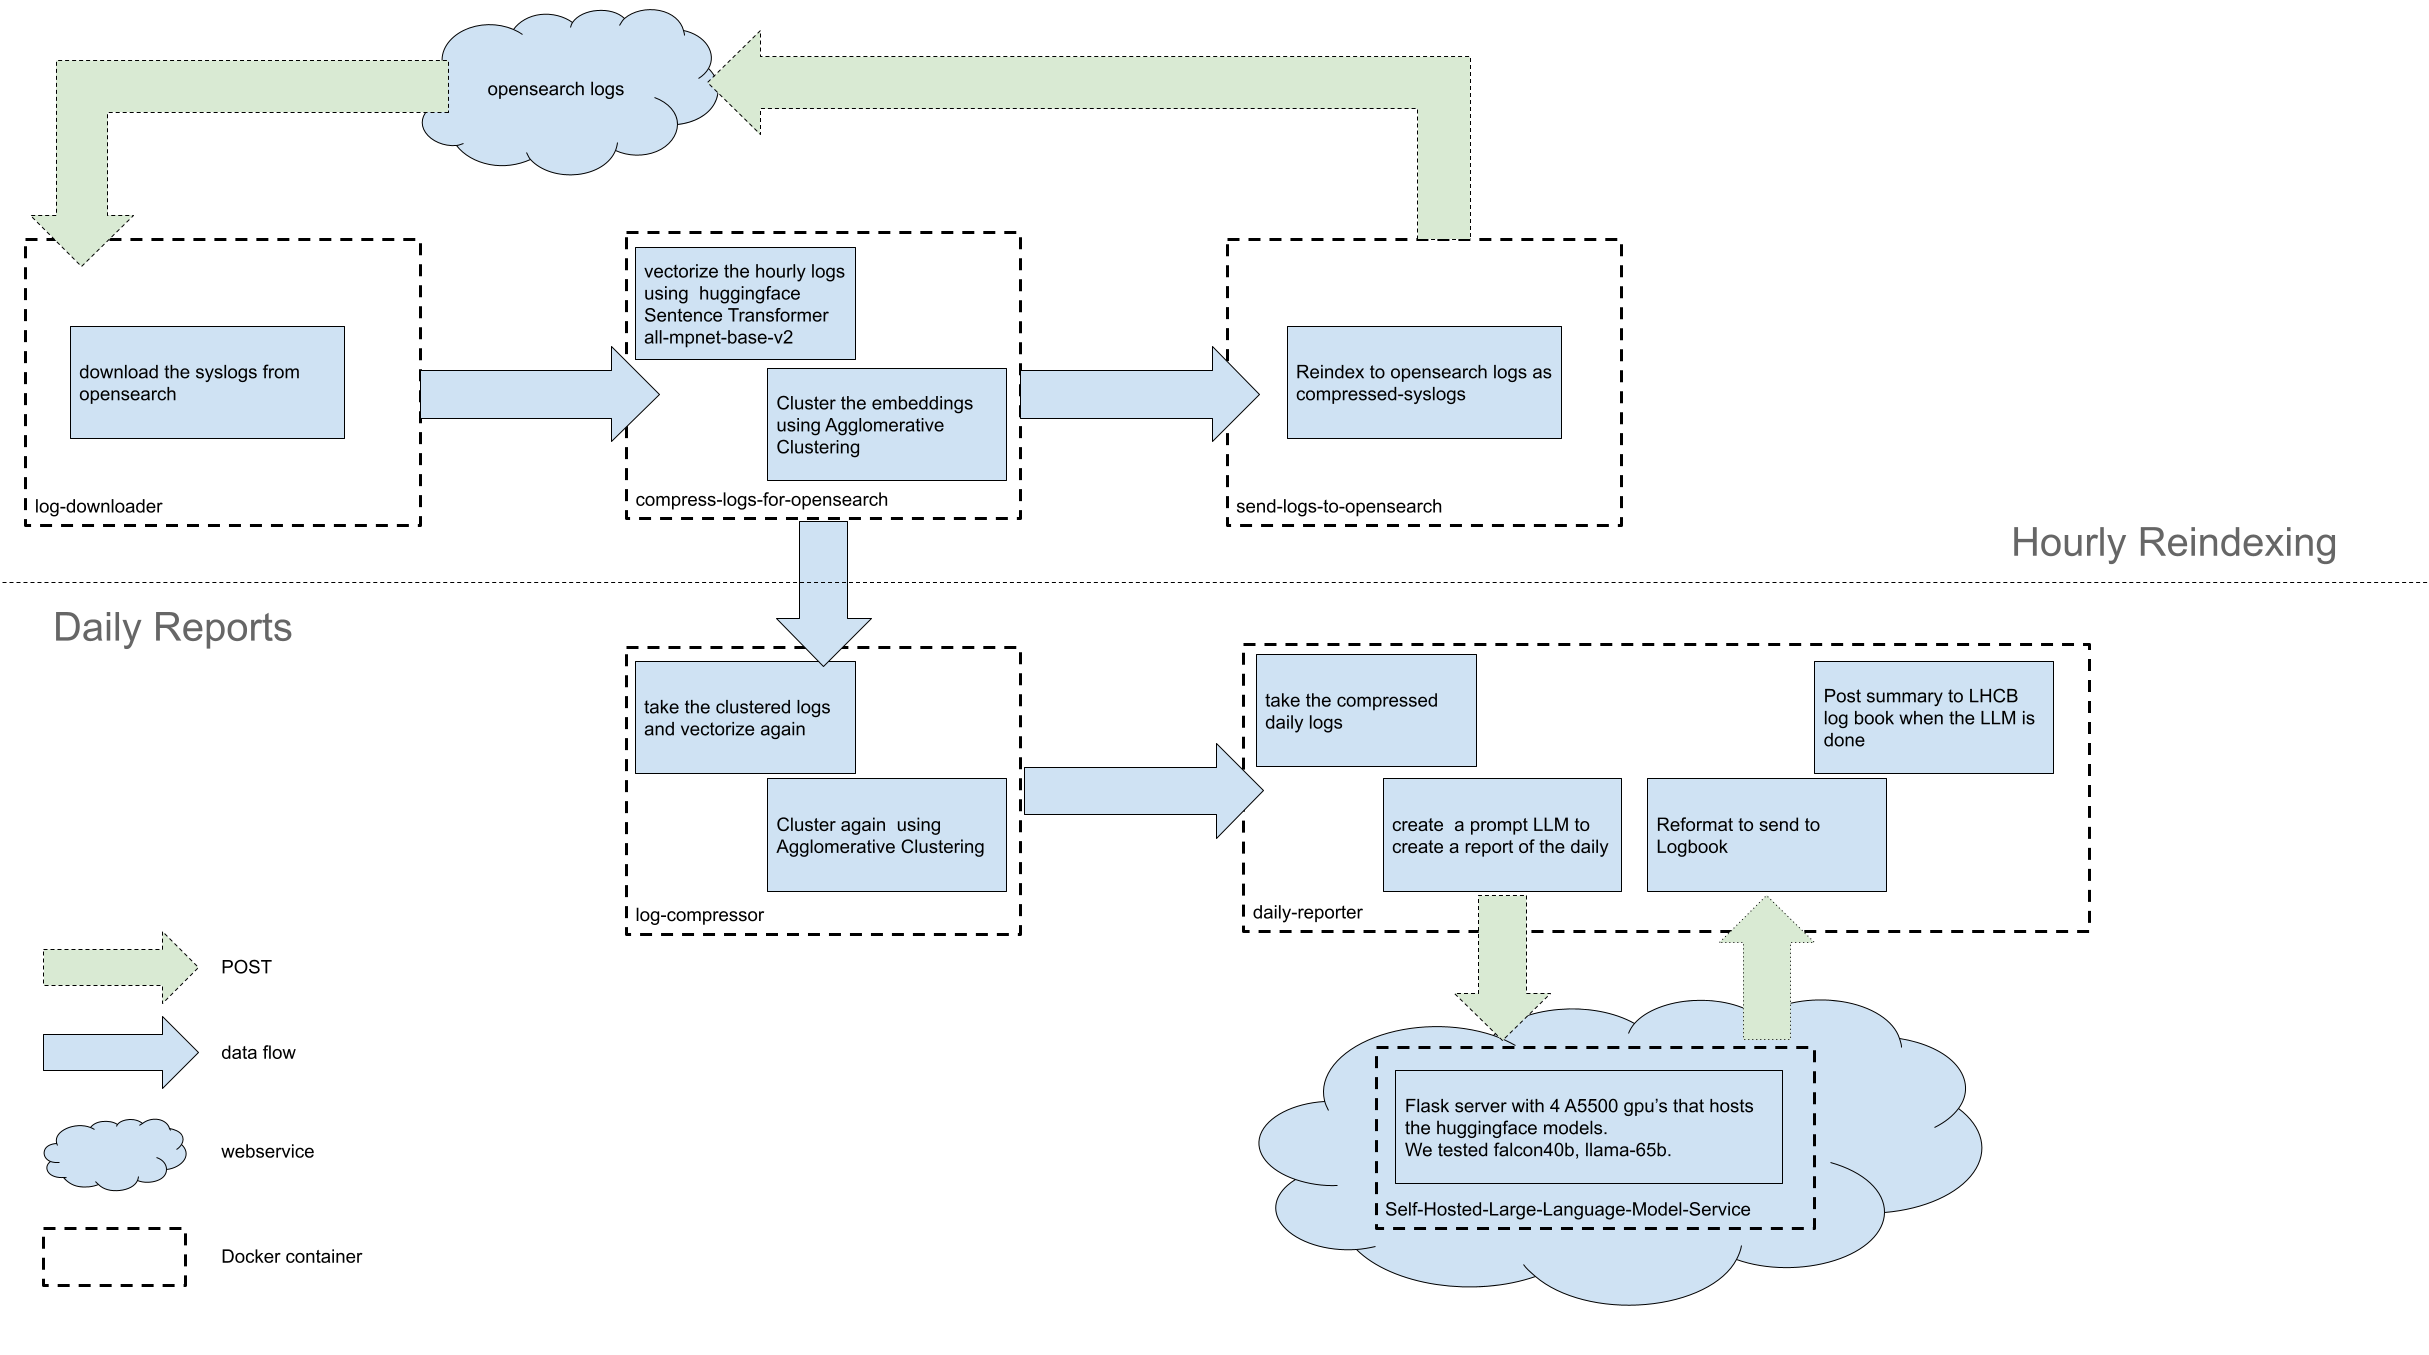 opensearch logs
vectorize the hourly logs
using  huggingface
Sentence Transformer
all-mpnet-base-v2
download the syslogs from
opensearch
Cluster the embeddings
using Agglomerative
Clustering
Reindex to opensearch logs as
compressed-syslogs
log-downloader
compress-logs-for-opensearch
send-logs-to-opensearch
Hourly Reindexing
Daily Reports
take the clustered logs
and vectorize again
Cluster again  using
Agglomerative Clustering
log-compressor
take the compressed
daily logs
create  a prompt LLM to
create a report of the daily
Reformat to send to
Logbook
Post summary to LHCB
log book when the LLM is
done
daily-reporter
POST
data flow
webservice
Docker container
Flask server with 4 A5500 gpu’s that hosts
the huggingface models.
We tested falcon40b, llama-65b.
Self-Hosted-Large-Language-Model-Service